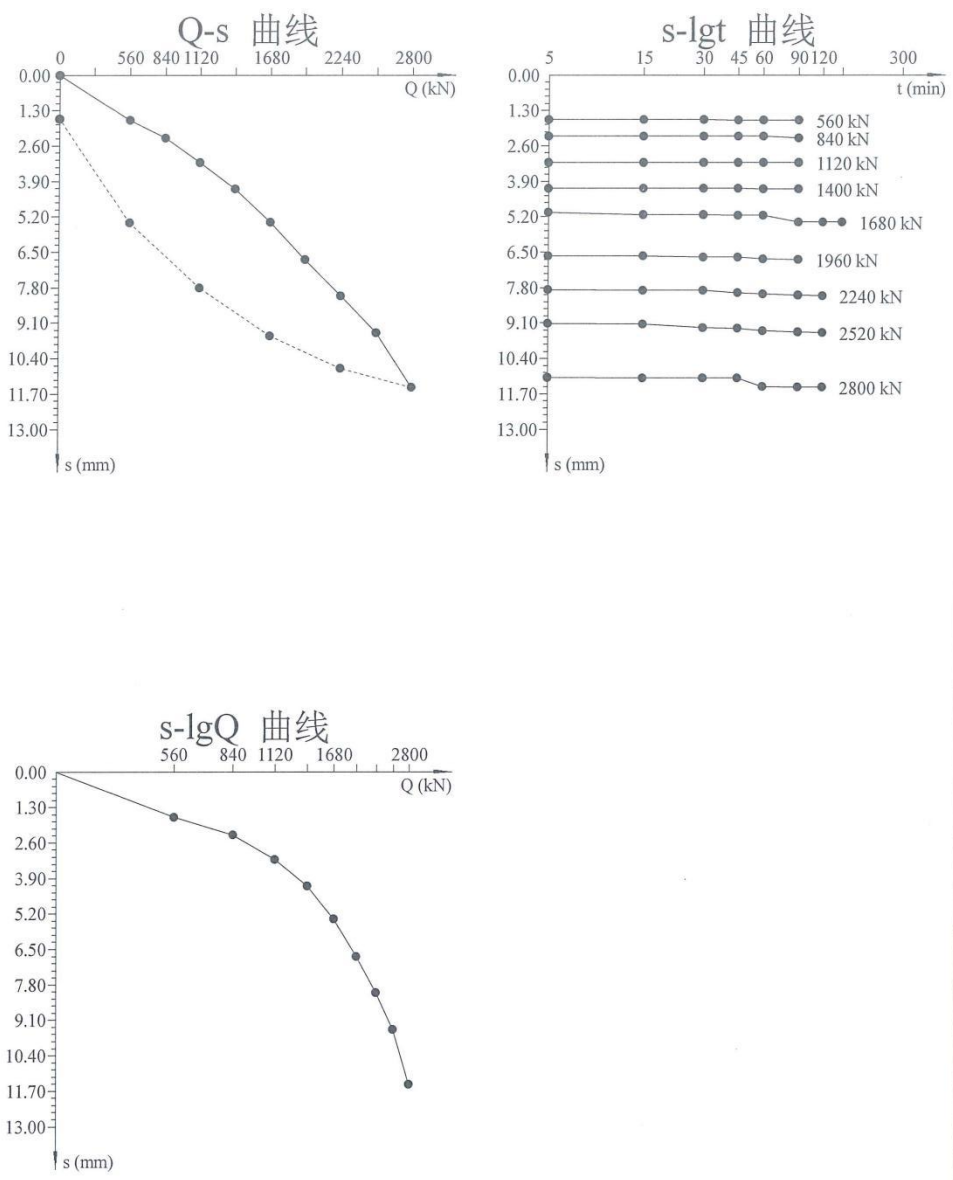 Q-s 曲线
0 560 840 1120 1680 2240 2800
Q (kN)
0.00
1.30
2.60
3.90
5.20
6.50
7.80
9.10
10.40
11.70
13.00
s (mm)
s-lgt 曲线
5 15 30 45 60 90 120 300
t (min)
0.00
1.30
2.60
3.90
5.20
6.50
7.80
9.10
10.40
11.70
13.00
s (mm)
560 kN
840 kN
1120 kN
1400 kN
1680 kN
1960 kN
2240 kN
2520 kN
2800 kN
s-lgQ 曲线
560 840 1120 1680 2800
Q (kN)
0.00
1.30
2.60
3.90
5.20
6.50
7.80
9.10
10.40
11.70
13.00
s (mm)